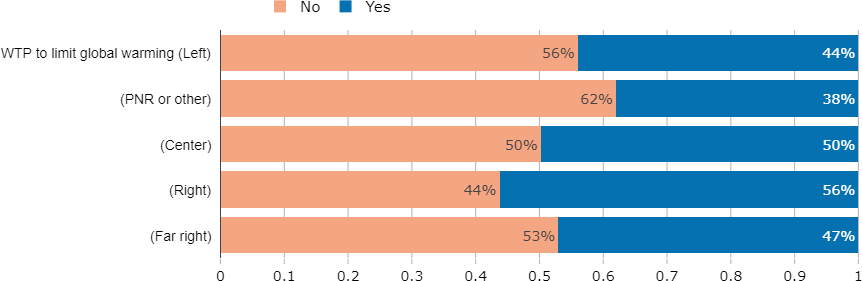 No Yes
WTP to limit global warming (Left) 56% 44%
(PNR or other) 62% 38%
(Center) 50% 50%
(Right) 44% 56%
(Far right) 53% 47%
0 0.1 0.2 0.3 0.4 0.5 0.6 0.7 0.8 0.9 1